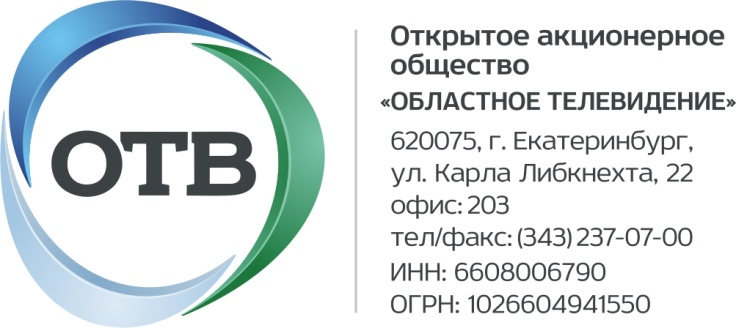 ОТВ
Открытое акционерное
общество
«ОБЛАСТНОЕ ТЕЛЕВИДЕНИЕ»
620075, г. Екатеринбург,
ул. Карла Либкнехта, 22
офис: 203
тел/факс: (343) 237-07-00
ИНН: 6608006790
ОГРН: 1026604941550